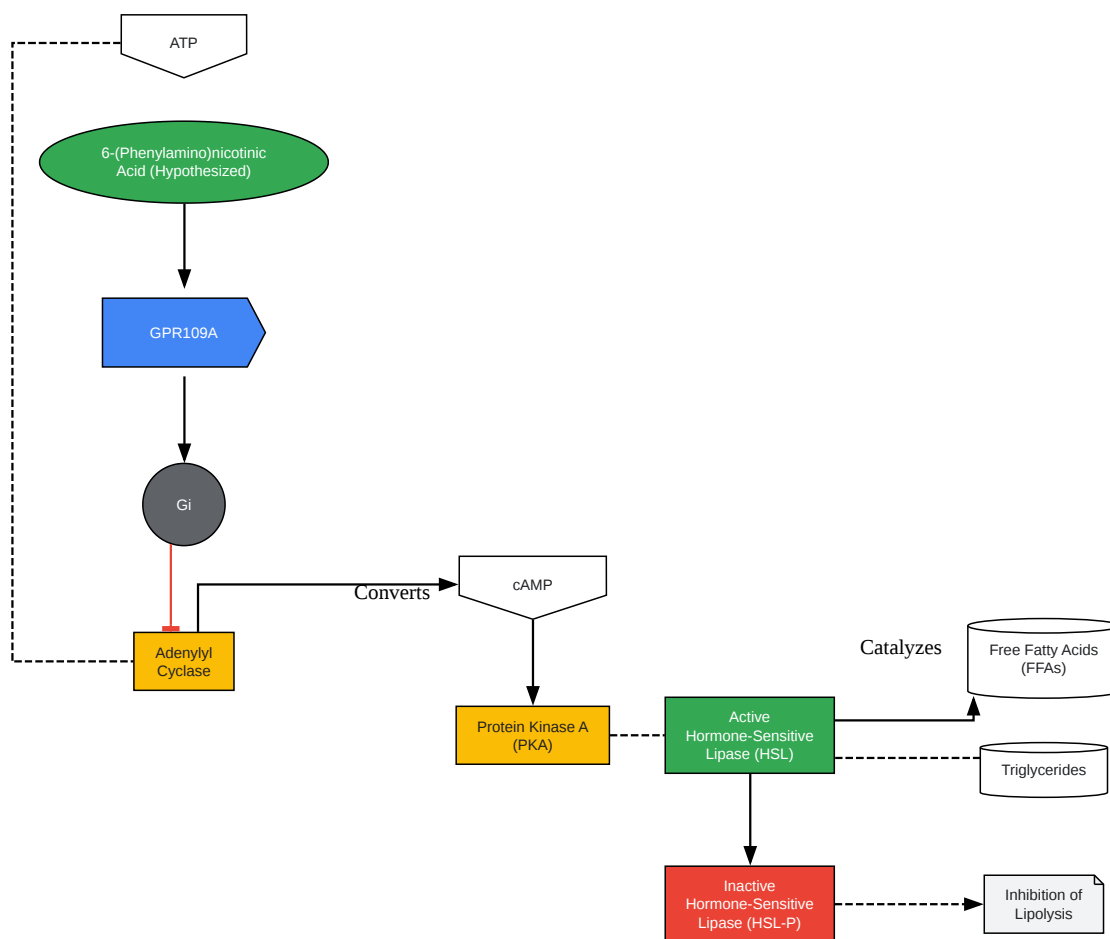 ATP
6-(Phenylamino)nicotinic
Acid (Hypothesized)
GPR109A
Gi
Converts
cAMP
Adenylyl
Cyclase
Catalyzes
Free Fatty Acids
(FFAs)
Protein Kinase A
(PKA)
Active
Hormone-Sensitive
Lipase (HSL)
Triglycerides
Inactive
Hormone-Sensitive
Lipase (HSL-P)
Inhibition of
Lipolysis